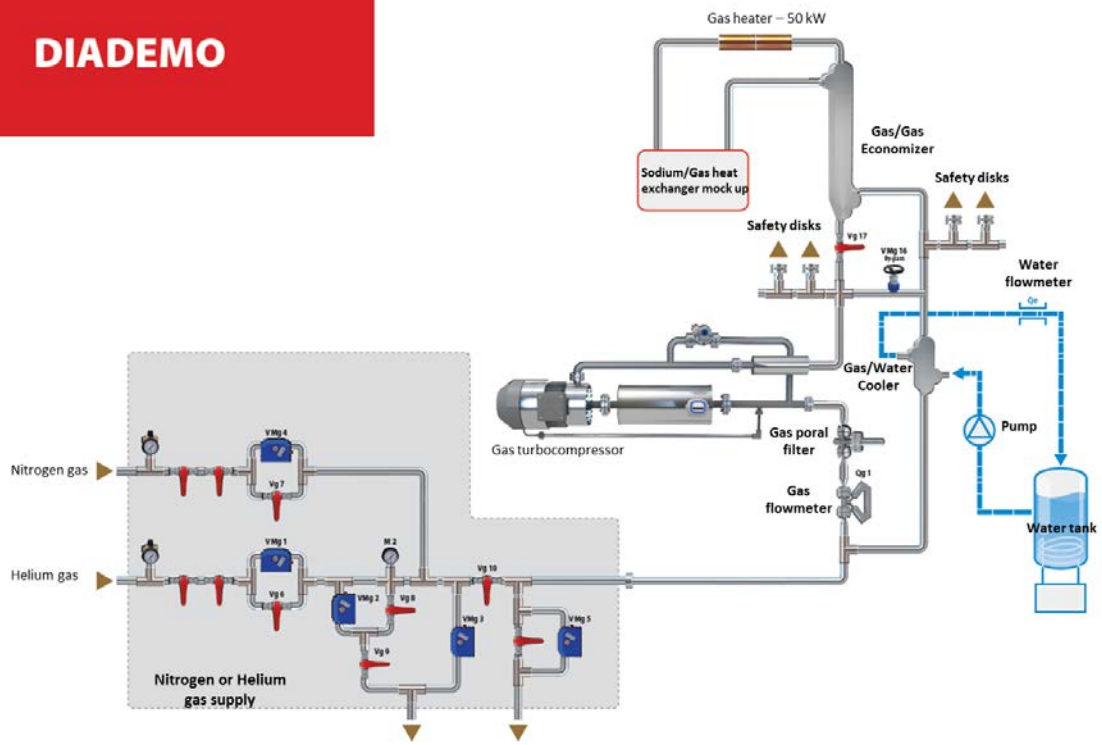 DIADEMO
Gas heater – 50 kW
Gas/Gas
Economizer
Sodium/Gas heat
exchanger mock up
Safety disks
Safety disks
Vg 17
VMg 16
By pass
Water
flowmeter
Qe
Gas/Water
Cooler
Pump
Water tank
Gas turbocompressor
Gas poral
filter
Qg 1
Gas
flowmeter
Nitrogen gas
VMg 4
Vg 7
Helium gas
VMg 1
Vg 6
M 2
VMg 2
Vg 8
Vg 9
VMg 3
Vg 10
VMg 5
Nitrogen or Helium
gas supply